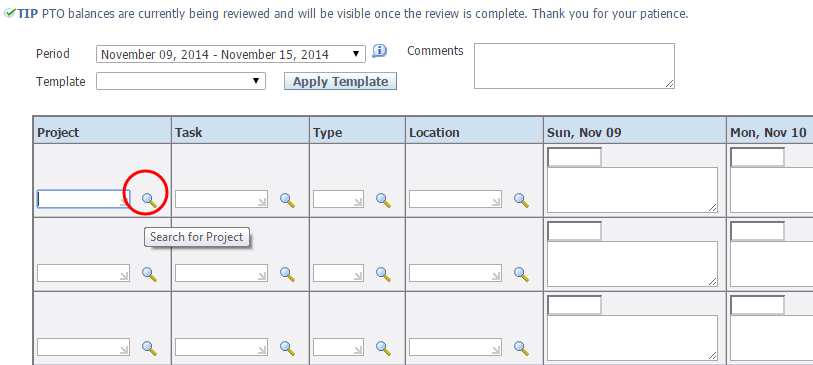 TIP PTO balances are currently being reviewed and will be visible once the review is complete. Thank you for your patience.
Period November 09, 2014 - November 15, 2014 Comments
Template Apply Template
Project Task Type Location Sun, Nov 09 Mon, Nov 10
Search for Project